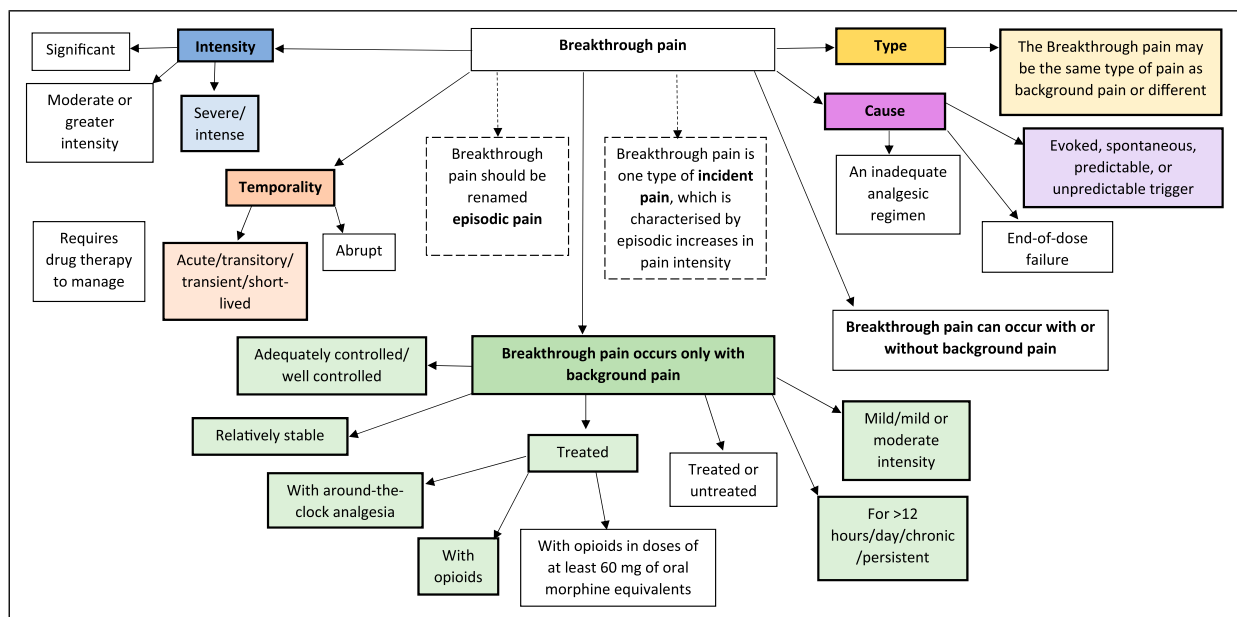 Breakthrough pain
Intensity
Significant
Moderate or
greater
intensity
Severe/
intense
Type
The Breakthrough pain may
be the same type of pain as
background pain or different
Cause
Evoked, spontaneous,
predictable, or
unpredictable trigger
An inadequate
analgesic
regimen
End-of-dose
failure
Temporality
Acute/transitory/
transient/short-
lived
Abrupt
Requires
drug therapy
to manage
Breakthrough
pain should be
renamed
episodic pain
Breakthrough pain is
one type of incident
pain, which is
characterised by
episodic increases in
pain intensity
Breakthrough pain can occur with or
without background pain
Breakthrough pain occurs only with
background pain
Adequately controlled/
well controlled
Relatively stable
Treated
With around-the-
clock analgesia
With
opioids
With opioids in doses of
at least 60 mg of oral
morphine equivalents
Treated or
untreated
Mild/mild or
moderate
intensity
For >12
hours/day/chronic
/persistent